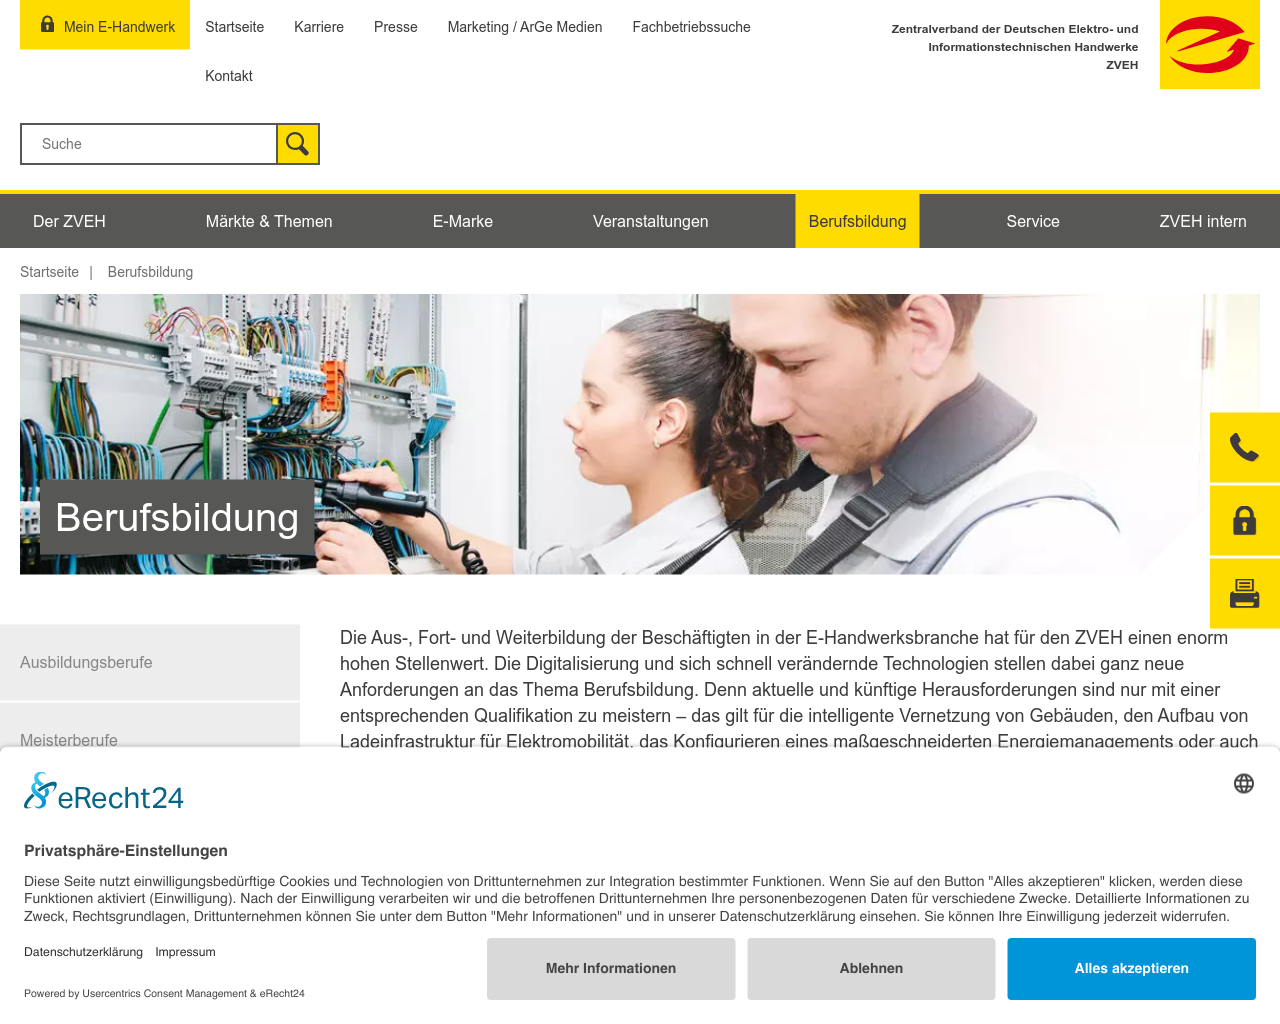 Mein E-Handwerk
Startseite
Karriere
Presse
Marketing / ArGe Medien
Fachbetriebssuche
Kontakt
Zentralverband der Deutschen Elektro- und
Informationstechnischen Handwerke
ZVEH
Suche
Der ZVEH
Märkte & Themen
E-Marke
Veranstaltungen
Berufsbildung
Service
ZVEH intern
Startseite | Berufsbildung
Berufsbildung
Ausbildungsberufe
Meisterberufe
Die Aus-, Fort- und Weiterbildung der Beschäftigten in der E-Handwerksbranche hat für den ZVEH einen enorm
hohen Stellenwert. Die Digitalisierung und sich schnell verändernde Technologien stellen dabei ganz neue
Anforderungen an das Thema Berufsbildung. Denn aktuelle und künftige Herausforderungen sind nur mit einer
entsprechenden Qualifikation zu meistern – das gilt für die intelligente Vernetzung von Gebäuden, den Aufbau von
Ladeinfrastruktur für Elektromobilität, das Konfigurieren eines maßgeschneiderten Energiemanagements oder auch
eRecht24
Privatsphäre-Einstellungen
Diese Seite nutzt einwilligungsbedürftige Cookies und Technologien von Drittunternehmen zur Integration bestimmter Funktionen. Wenn Sie auf den Button "Alles akzeptieren" klicken, werden diese
Funktionen aktiviert (Einwilligung). Nach der Einwilligung verarbeiten wir und die betroffenen Drittunternehmen Ihre personenbezogenen Daten für verschiedene Zwecke. Detaillierte Informationen zu
Zweck, Rechtsgrundlagen, Drittunternehmen können Sie unter dem Button "Mehr Informationen" und in unserer Datenschutzerklärung einsehen. Sie können Ihre Einwilligung jederzeit widerrufen.
Datenschutzerklärung
Impressum
Mehr Informationen
Ablehnen
Alles akzeptieren
Powered by Usercentrics Consent Management & eRecht24